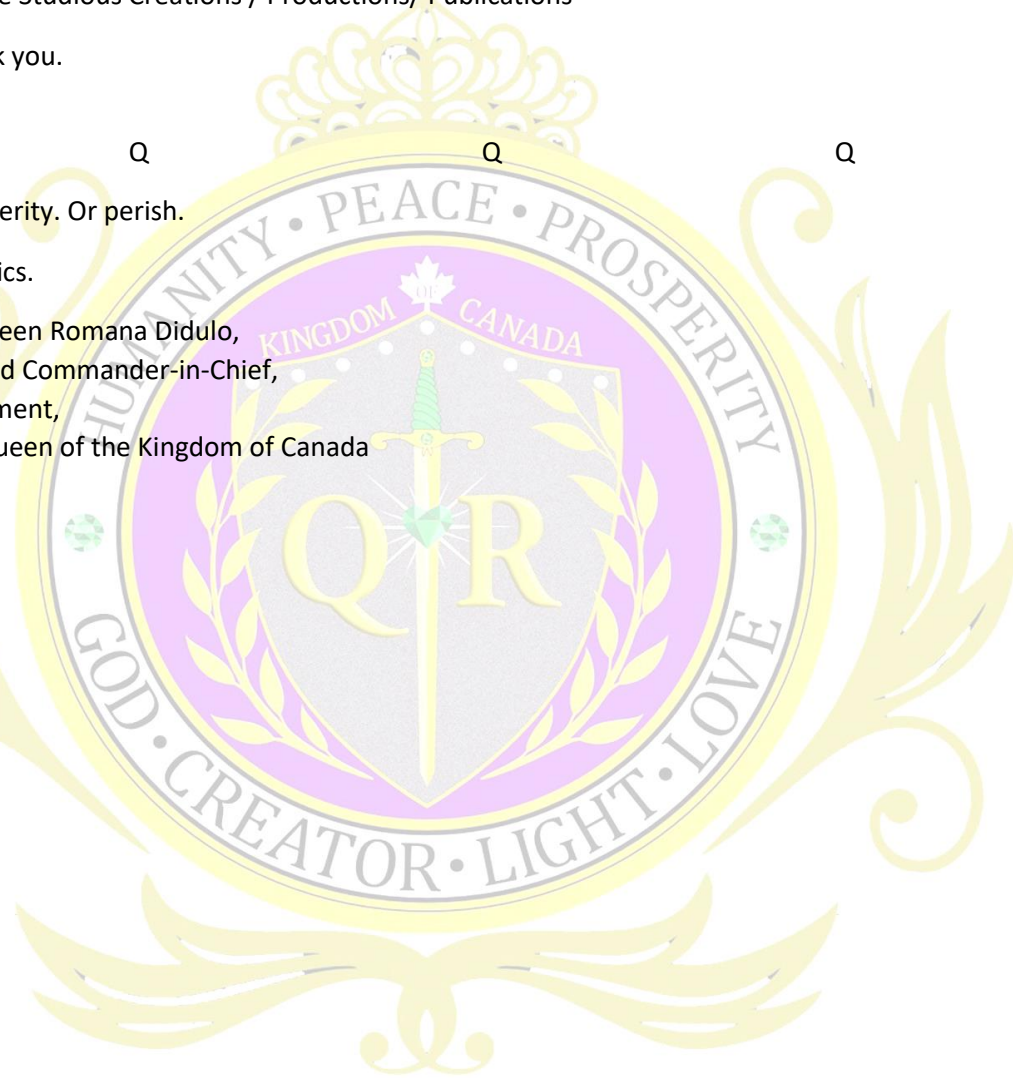 e Studious Creations / Productions/ Publications
k you.
Q Q Q
erity. Or perish.
ics.
een Romana Didulo,
d Commander-in-Chief,
ment,
ueen of the Kingdom of Canada
HUMANITY • PEACE • PROSPERITY
KINGDOM OF CANADA
Q R
GOD • CREATOR • LIGHT • LOVE